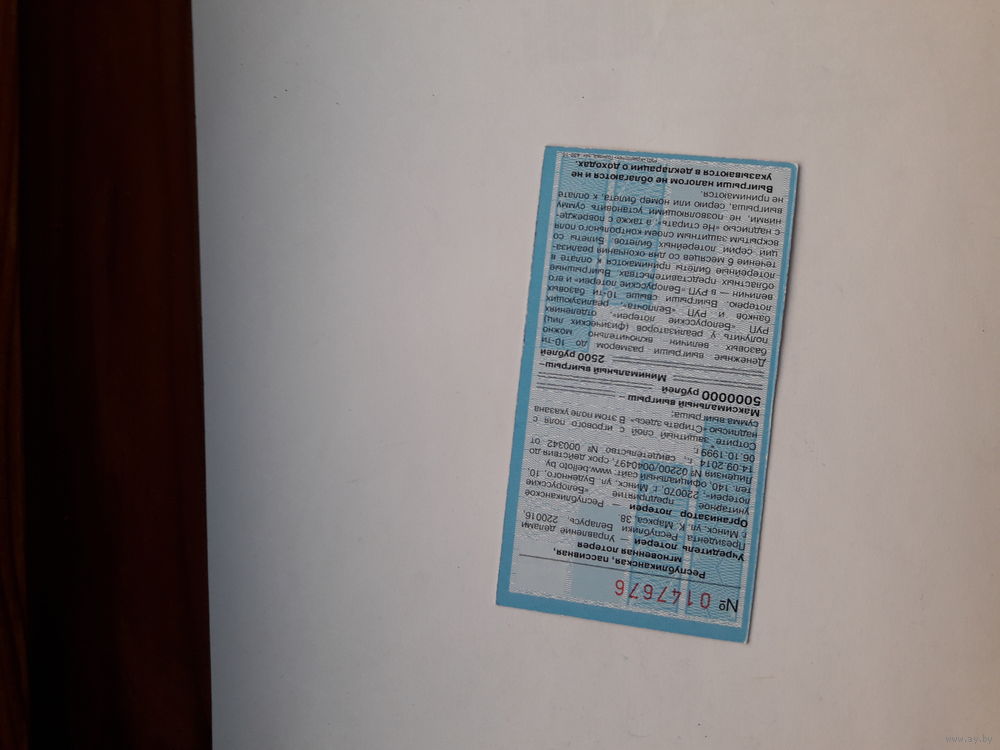 № 0147676
Республиканская, пассивная,
мгновенная лотерея
Учредитель лотереи – Управление делами
Президента Республики Беларусь, 220016,
г. Минск, ул. К. Маркса, 38.
Организатор лотереи – Республиканское
унитарное предприятие «Белорусские
лотереи», 220070, г. Минск, ул. Буденного, 10,
тел. 140, официальный сайт: www.belloto.by
Лицензия № 02200/0040497, срок действия до
14.09.2014 г., свидетельство № 000342 от
06.10.1999 г.
Сотрите защитный слой с игрового поля с
надписью «Стирать здесь». В этом поле указана
сумма выигрыша:
Максимальный выигрыш –
5000000 рублей
Минимальный выигрыш–
2500 рублей
Денежные выигрыши размером до 10-ти
базовых величин включительно можно
получить у реализаторов (физических лиц)
РУП «Белорусские лотереи», отделениях
банков и РУП «Белпочта», реализующих
лотерею. Выигрыши свыше 10-ти базовых
величин — в РУП «Белорусские лотереи» и его
областных представительствах. Выигрышные
лотерейные билеты принимаются к оплате в
течение 6 месяцев со дня окончания реализа-
ции серии лотерейных билетов. Билеты со
вскрытым защитным слоем контрольного поля
с надписью «Не стирать», а также с поврежде-
ниями, не позволяющими установить сумму
выигрыша, серию или номер билета, к оплате
не принимаются.
Выигрыши налогом не облагаются и не
указываются в декларации о доходах.
www.ay.by